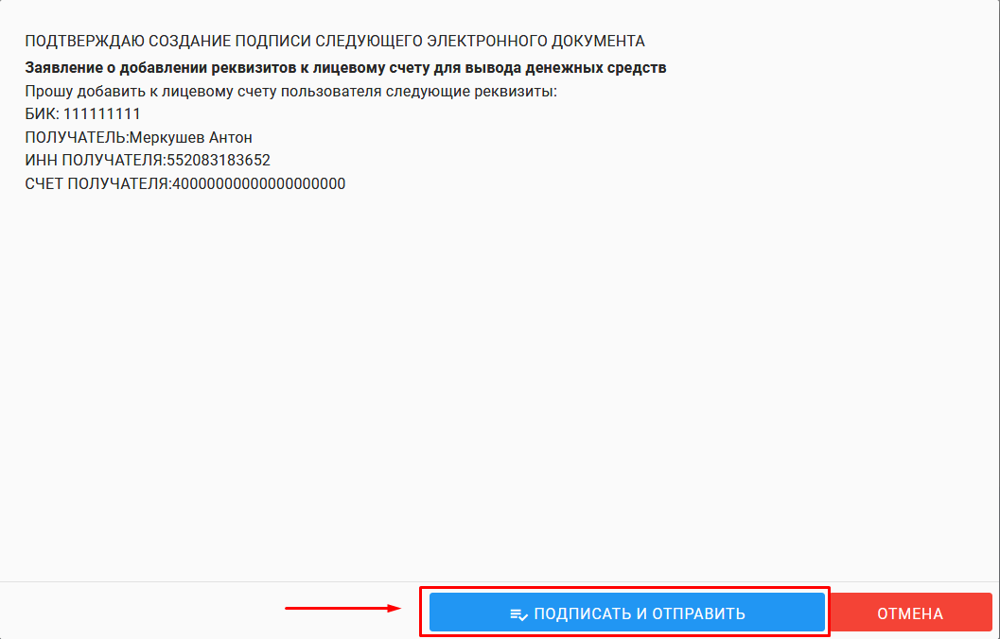 ПОДТВЕРЖДАЮ СОЗДАНИЕ ПОДПИСИ СЛЕДУЮЩЕГО ЭЛЕКТРОННОГО ДОКУМЕНТА
Заявление о добавлении реквизитов к лицевому счету для вывода денежных средств
Прошу добавить к лицевому счету пользователя следующие реквизиты:
БИК: 111111111
ПОЛУЧАТЕЛЬ:Меркушев Антон
ИНН ПОЛУЧАТЕЛЯ:552083183652
СЧЕТ ПОЛУЧАТЕЛЯ:40000000000000000000
ПОДПИСАТЬ И ОТПРАВИТЬ
ОТМЕНА